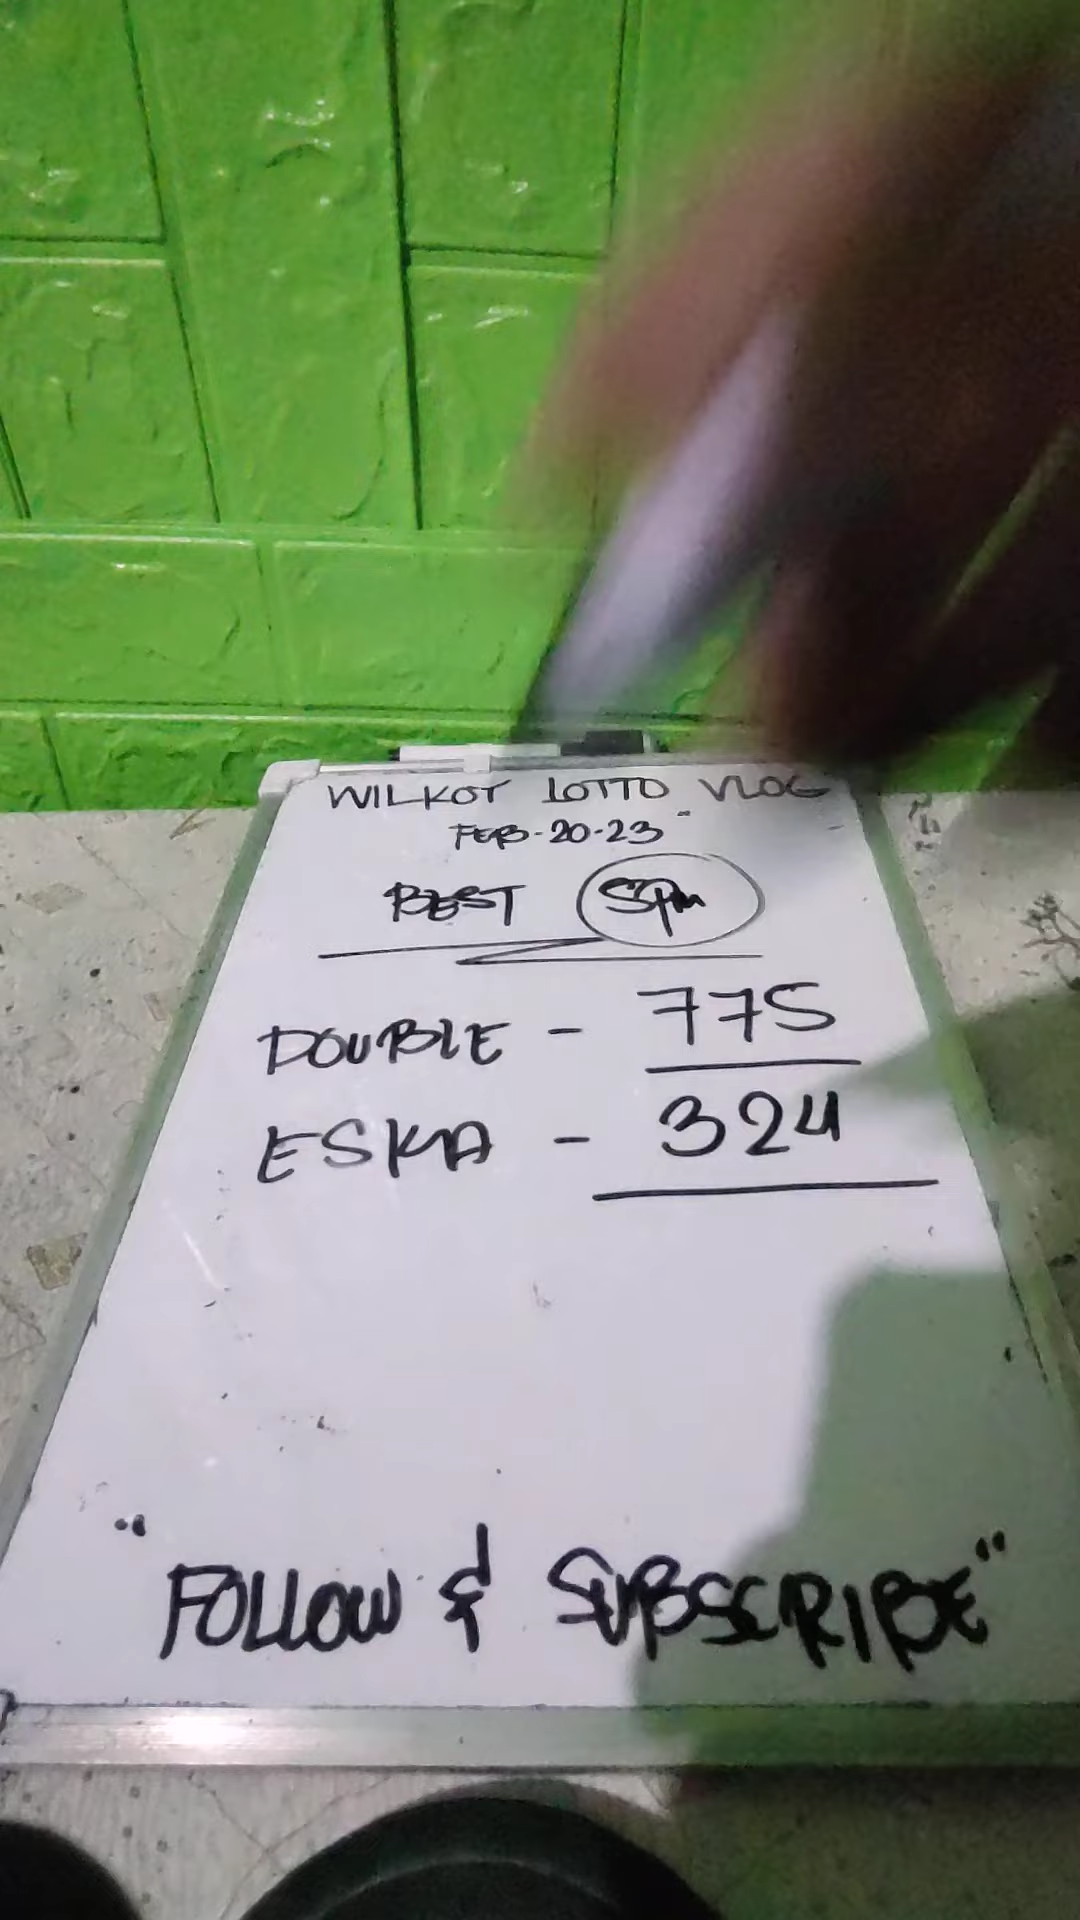 WILKOT LOTTO VLOG
FEB-20-23"
BEST 5Pm
DOUBLE - 775
ESKA - 324
"FOLLOW & SUBSCRIBE"